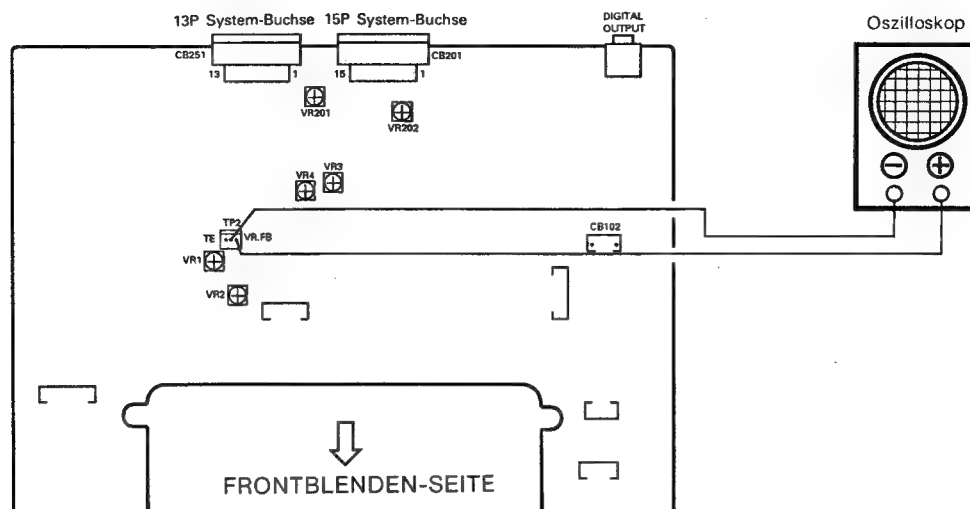 13P System-Buchse
15P System-Buchse
DIGITAL
OUTPUT
Oszilloskop
CB251
CB201
13
1
15
1
VR201
VR202
VR3
VR4
TP2
TE
VR.FB
CB102
VR1
VR2
FRONTBLENDEN-SEITE